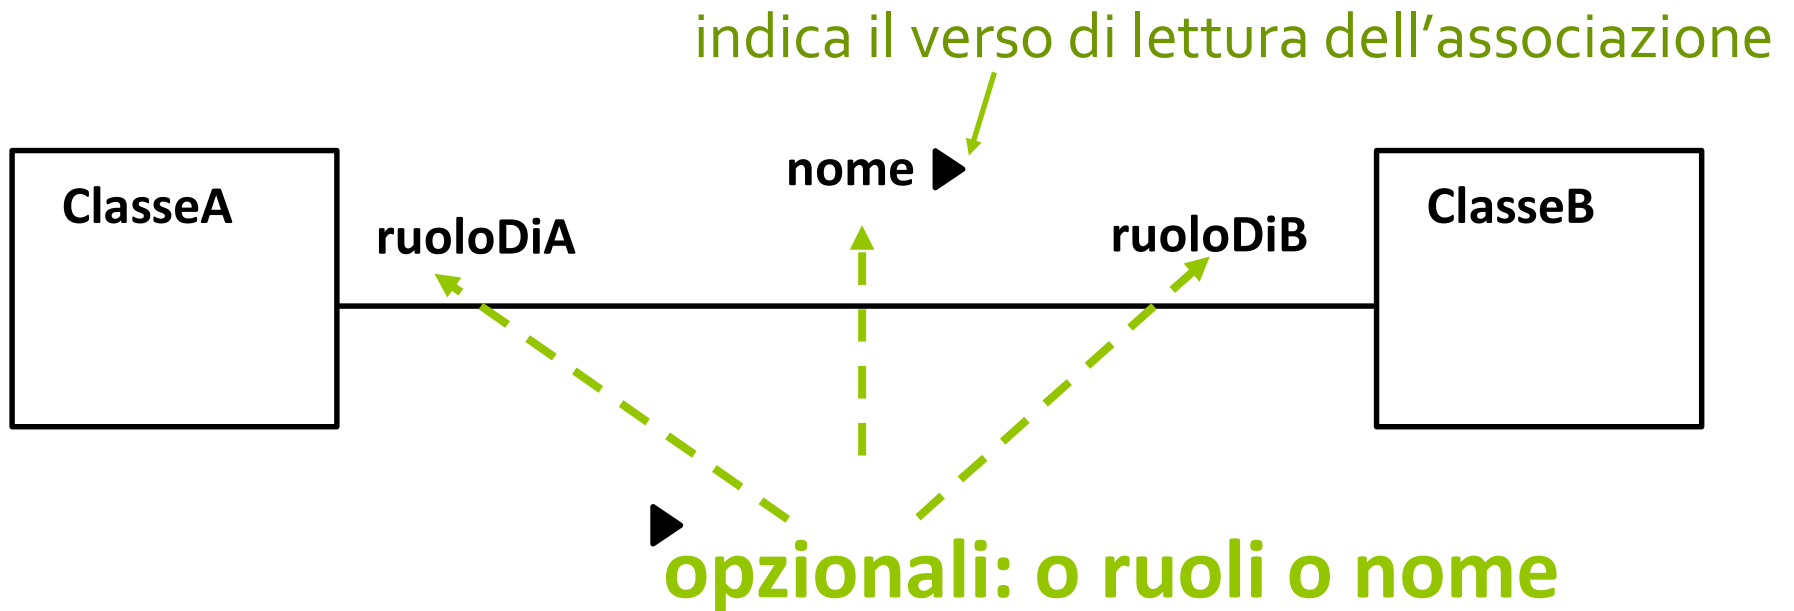 indica il verso di lettura dell’associazione
nome
ClasseA
ClasseB
ruoloDiA
ruoloDiB
opzionali: o ruoli o nome